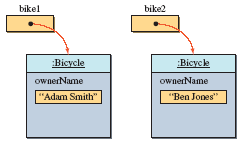 bike1
bike2
:Bicycle
:Bicycle
ownerName
ownerName
“Adam Smith”
“Ben Jones”